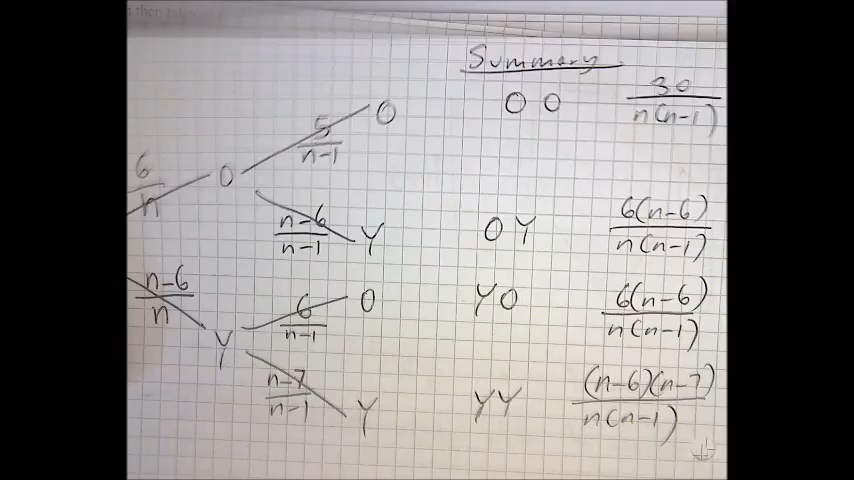 Summary
O O 30/n(n-1)
5/n-1 O
6/n O
n-6/n-1 Y O Y 6(n-6)/n(n-1)
n-6/n 6/n-1 O Y O 6(n-6)/n(n-1)
Y
n-7/n-1 Y Y Y (n-6)(n-7)/n(n-1)